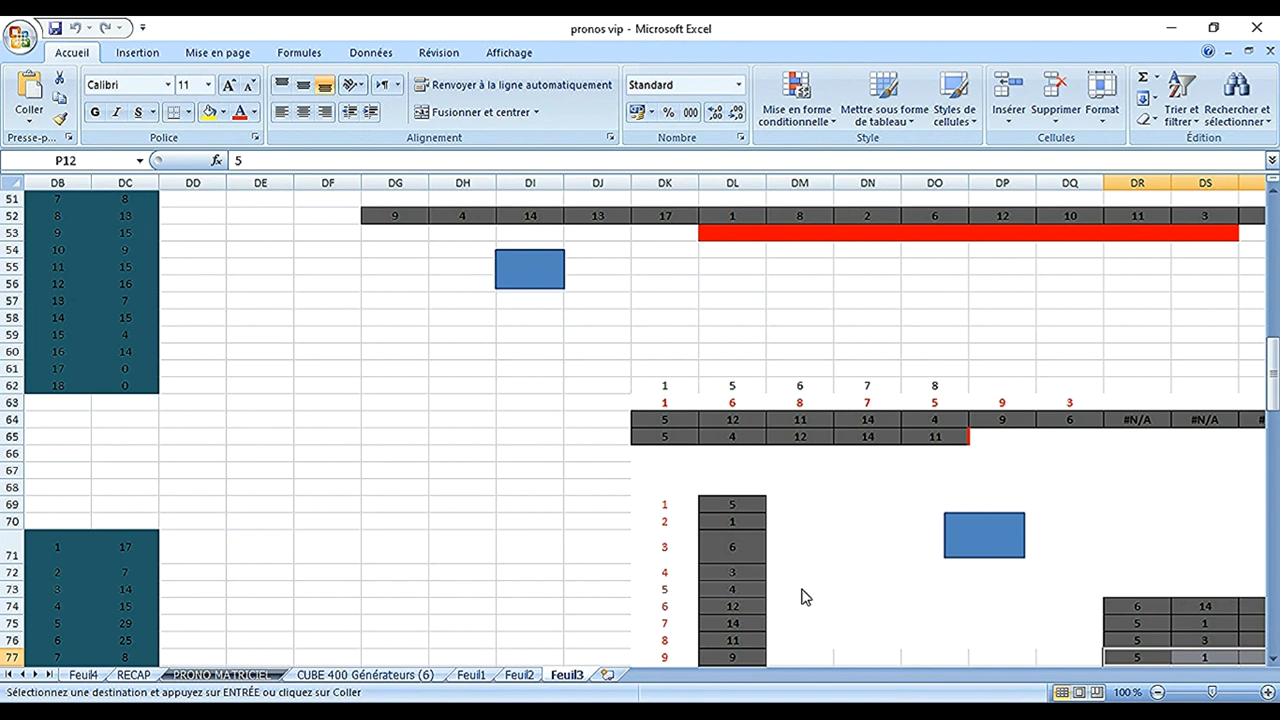 pronos vip - Microsoft Excel
Accueil Insertion Mise en page Formules Données Révision Affichage
Coller
Presse-p...
Calibri 11
G I S
Police
Renvoyer à la ligne automatiquement
Fusionner et centrer
Alignement
Standard
% 000
Nombre
Mise en forme conditionnelle
Mettre sous forme de tableau
Styles de cellules
Style
Insérer Supprimer Format
Cellules
Trier et filtrer
Rechercher et sélectionner
Édition
P12 fx 5
DB DC DD DE DF DG DH DI DJ DK DL DM DN DO DP DQ DR DS
51 7 8
52 8 13 9 4 14 13 17 1 8 2 6 12 10 11 3
53 9 15
54 10 9
55 11 15
56 12 16
57 13 7
58 14 15
59 15 4
60 16 14
61 17 0
62 18 0 1 5 6 7 8
63 1 6 8 7 5 9 3
64 5 12 11 14 4 9 6 #N/A #N/A #
65 5 4 12 14 11
66
67
68
69 1 5
70 2 1
71 1 17 3 6
72 2 7 4 3
73 3 14 5 4
74 4 15 6 12 6 14
75 5 29 7 14 5 1
76 6 25 8 11 5 3
77 7 8 9 9 5 1
Feuil4 RECAP PRONO MATRICIEL CUBE 400 Générateurs (6) Feuil1 Feuil2 Feuil3
Sélectionnez une destination et appuyez sur ENTRÉE ou cliquez sur Coller 100 %